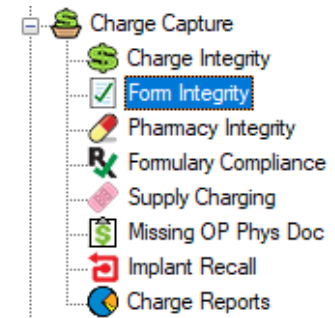 Charge Capture
Charge Integrity
Form Integrity
Pharmacy Integrity
Formulary Compliance
Supply Charging
Missing OP Phys Doc
Implant Recall
Charge Reports